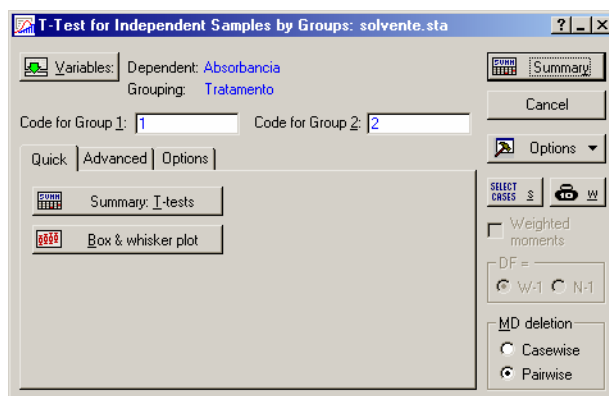 T-Test for Independent Samples by Groups: solvente.sta
Variables: Dependent: Absorbancia
Grouping: Tratamento
Code for Group 1: 1 Code for Group 2: 2
Quick Advanced Options
Summary: T-tests
Box & whisker plot
Summary
Cancel
Options
SELECT CASES S W
Weighted
moments
DF =
W-1 N-1
MD deletion
Casewise
Pairwise